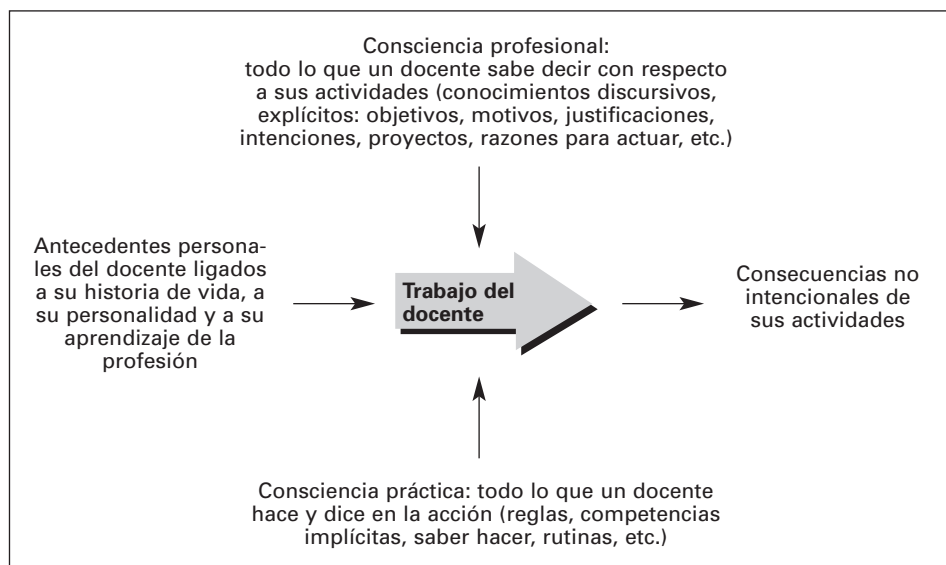 Consciencia profesional:
todo lo que un docente sabe decir con respecto
a sus actividades (conocimientos discursivos,
explícitos: objetivos, motivos, justificaciones,
intenciones, proyectos, razones para actuar, etc.)
Antecedentes persona-
les del docente ligados
a su historia de vida, a
su personalidad y a su
aprendizaje de la
profesión
Trabajo del
docente
Consecuencias no
intencionales de
sus actividades
Consciencia práctica: todo lo que un docente
hace y dice en la acción (reglas, competencias
implícitas, saber hacer, rutinas, etc.)